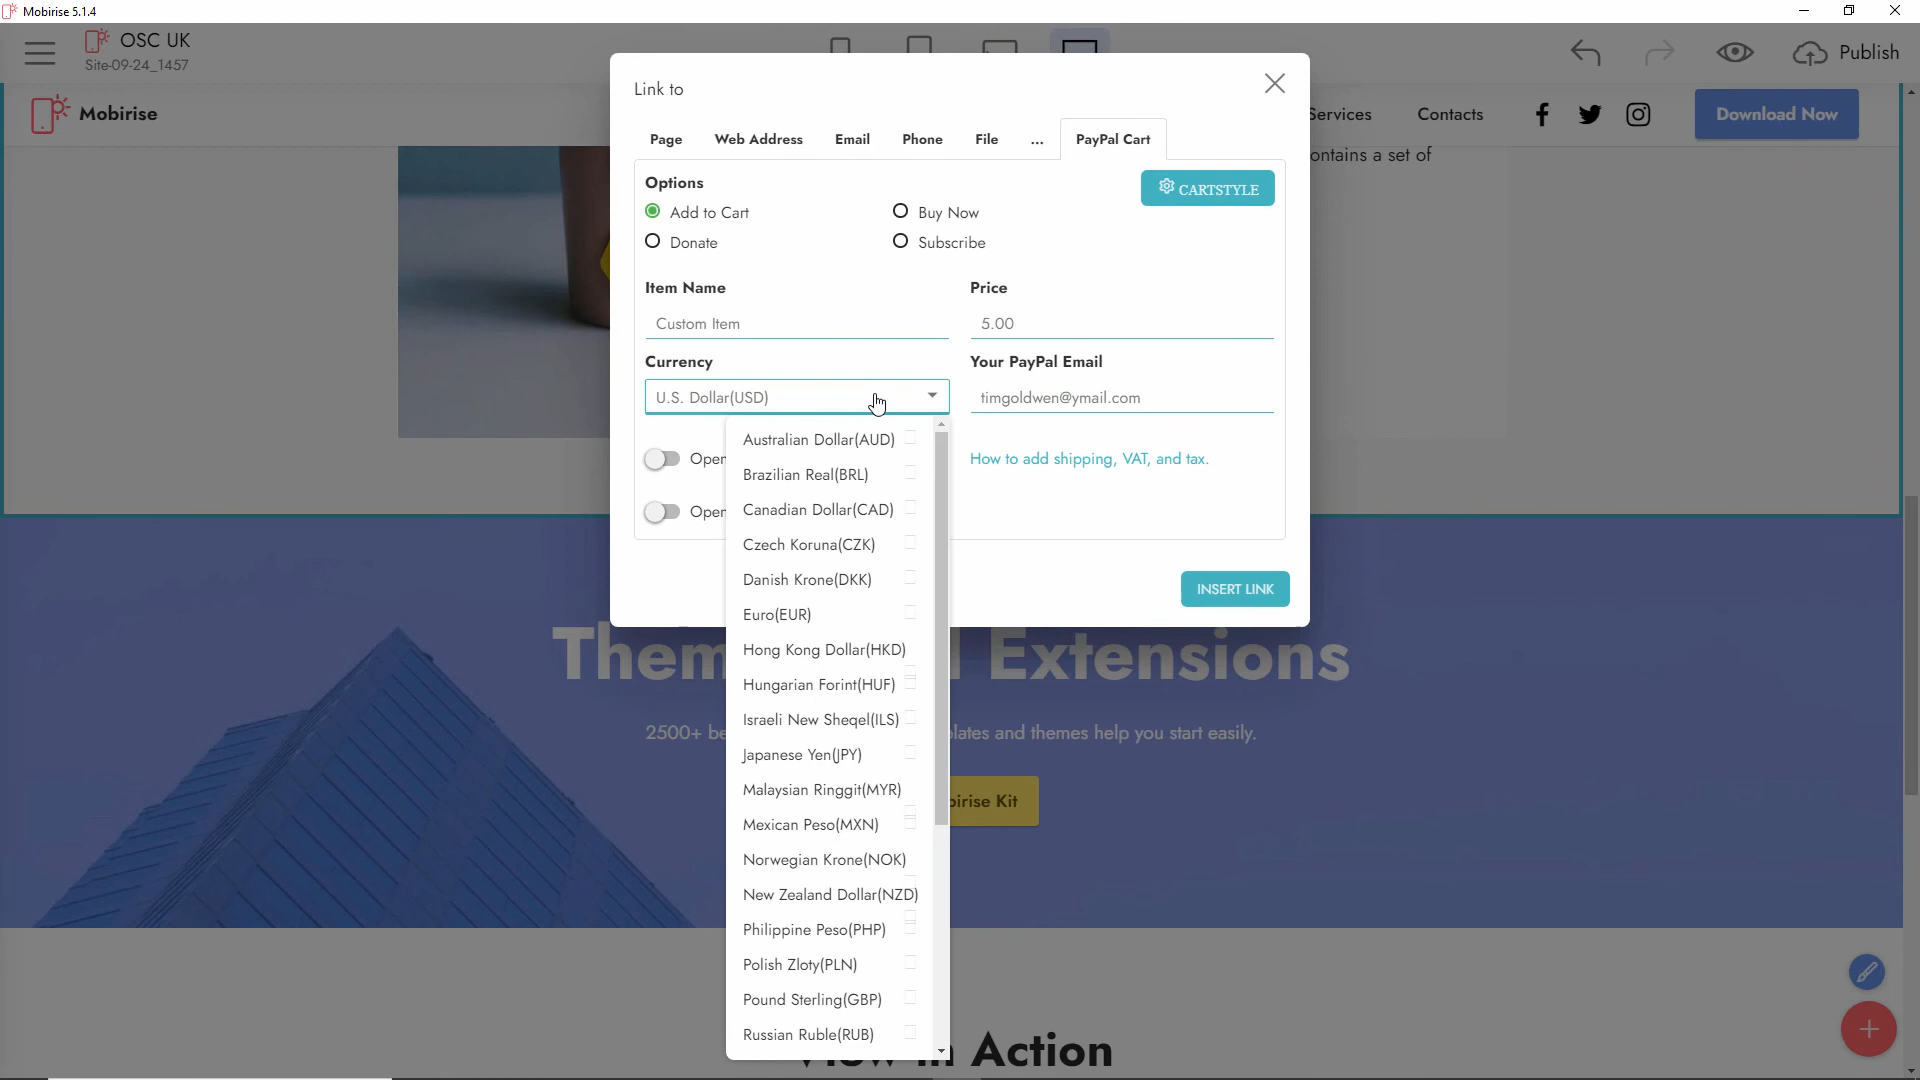 Mobirise 5.1.4
OSC UK
Site-09-24_1457
Publish
Mobirise
Services
Contacts
Download Now
ontains a set of
Link to
Page
Web Address
Email
Phone
File
...
PayPal Cart
Options
CARTSTYLE
Add to Cart
Buy Now
Donate
Subscribe
Item Name
Price
Custom Item
5.00
Currency
Your PayPal Email
U.S. Dollar(USD)
timgoldwen@ymail.com
Open
How to add shipping, VAT, and tax.
Open
Australian Dollar(AUD)
Brazilian Real(BRL)
Canadian Dollar(CAD)
Czech Koruna(CZK)
Danish Krone(DKK)
Euro(EUR)
Hong Kong Dollar(HKD)
Hungarian Forint(HUF)
Israeli New Sheqel(ILS)
Japanese Yen(JPY)
Malaysian Ringgit(MYR)
Mexican Peso(MXN)
Norwegian Krone(NOK)
New Zealand Dollar(NZD)
Philippine Peso(PHP)
Polish Zloty(PLN)
Pound Sterling(GBP)
Russian Ruble(RUB)
INSERT LINK
Them Extensions
2500+ be lates and themes help you start easily.
birise Kit
Action